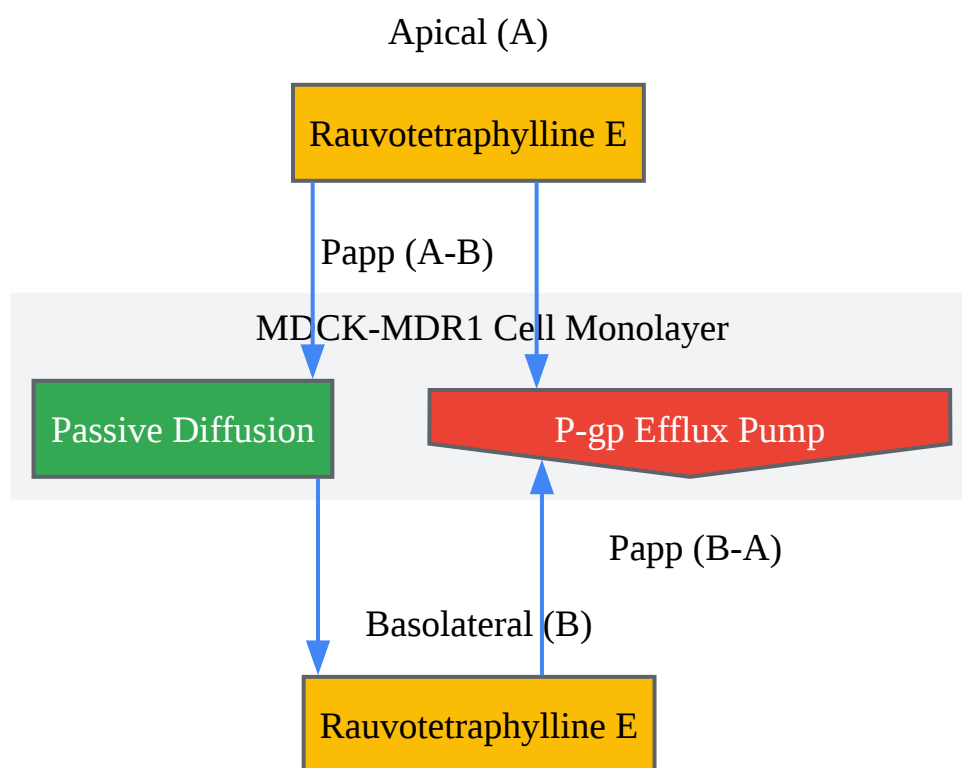 Apical (A)
Rauvotetraphylline E
Papp (A-B)
MDCK-MDR1 Cell Monolayer
Passive Diffusion
P-gp Efflux Pump
Papp (B-A)
Basolateral (B)
Rauvotetraphylline E